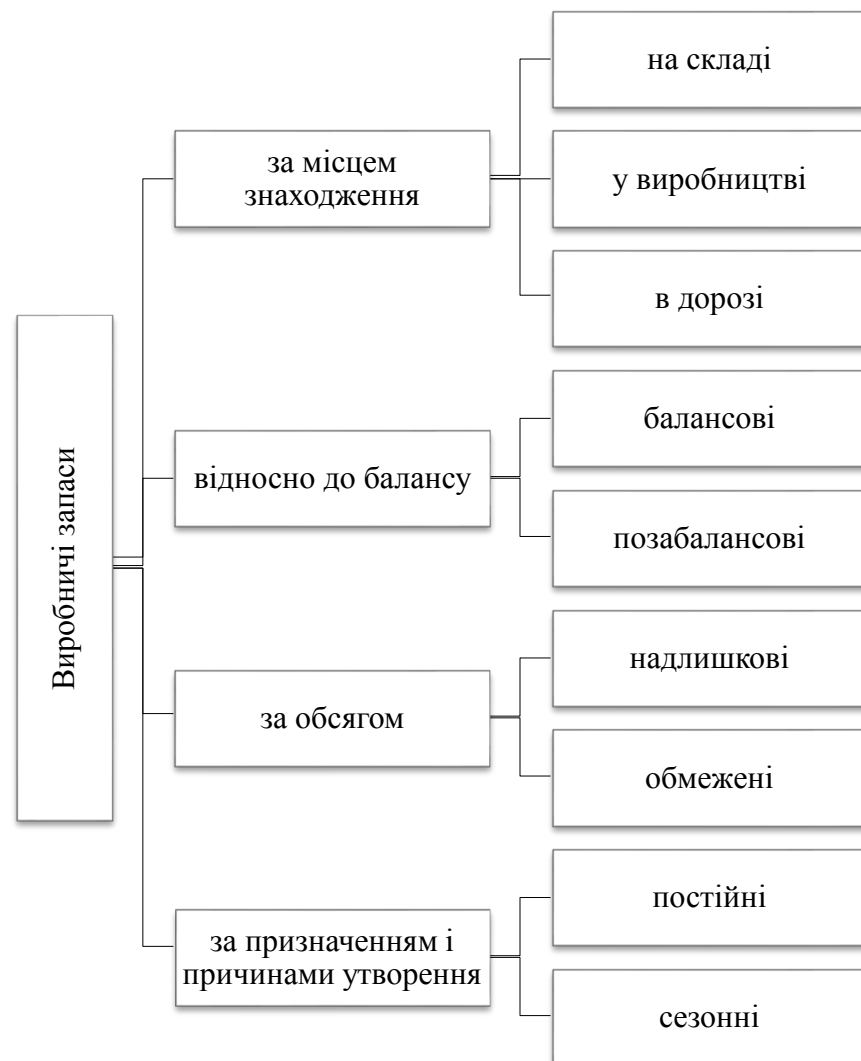 Виробничі запаси
за місцем
знаходження
на складі
у виробництві
в дорозі
відносно до балансу
балансові
позабалансові
за обсягом
надлишкові
обмежені
за призначенням і
причинами утворення
постійні
сезонні